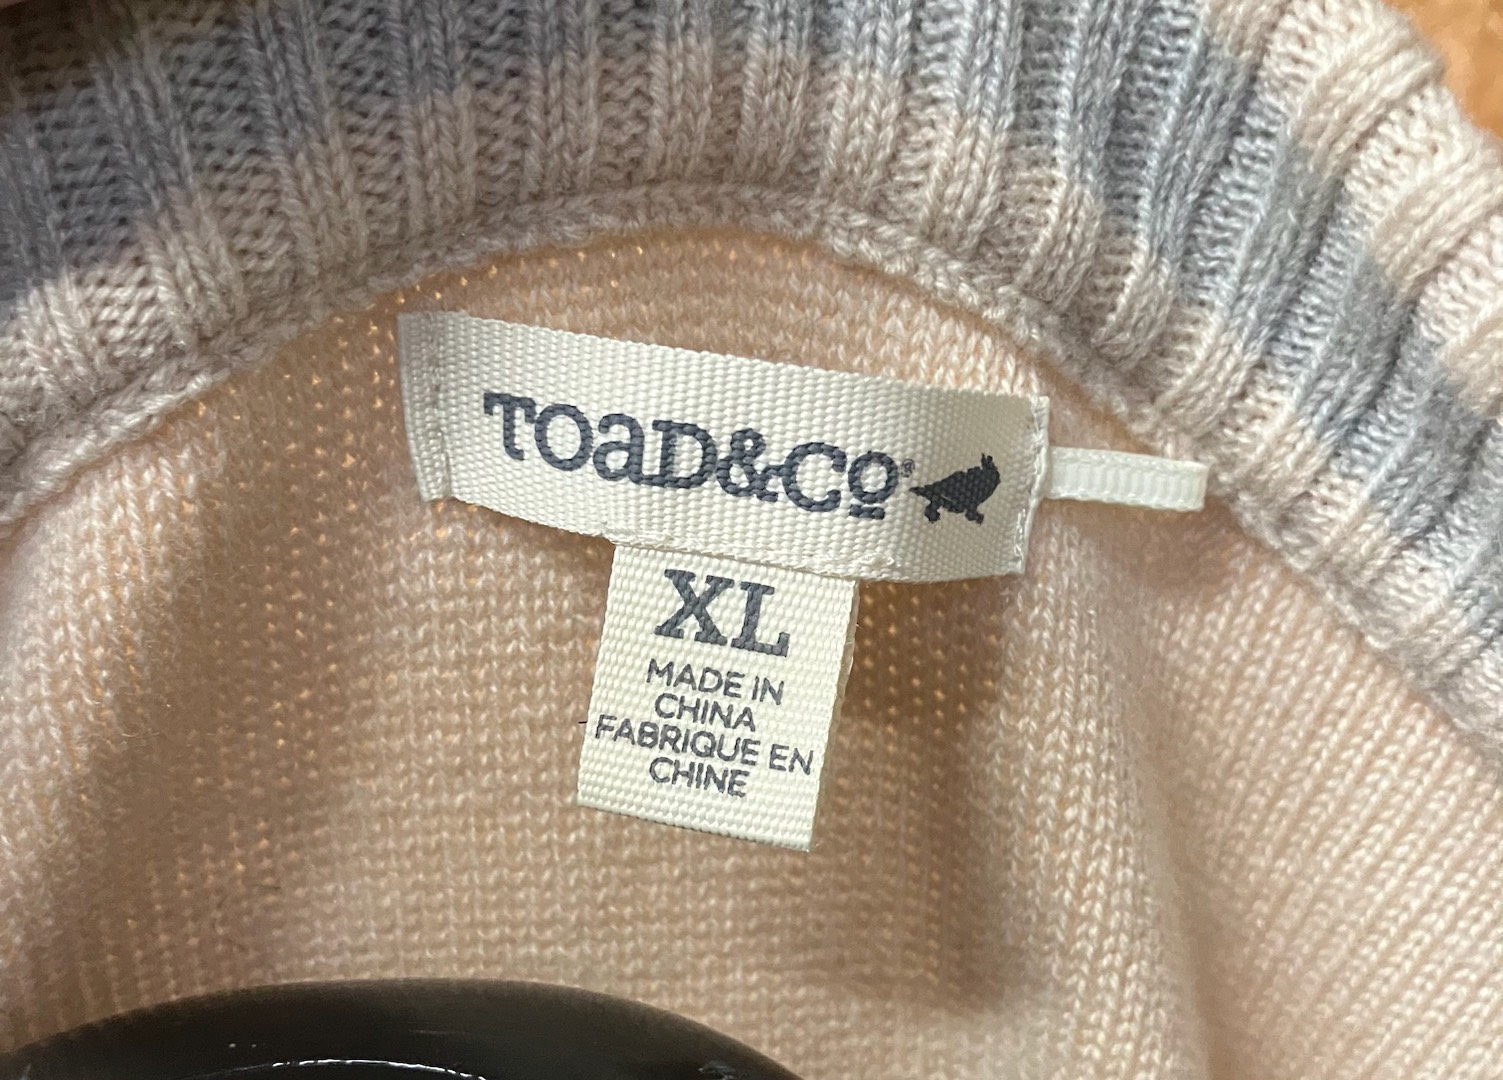 TOaD&Co®
XL
MADE IN
CHINA
FABRIQUE EN
CHINE